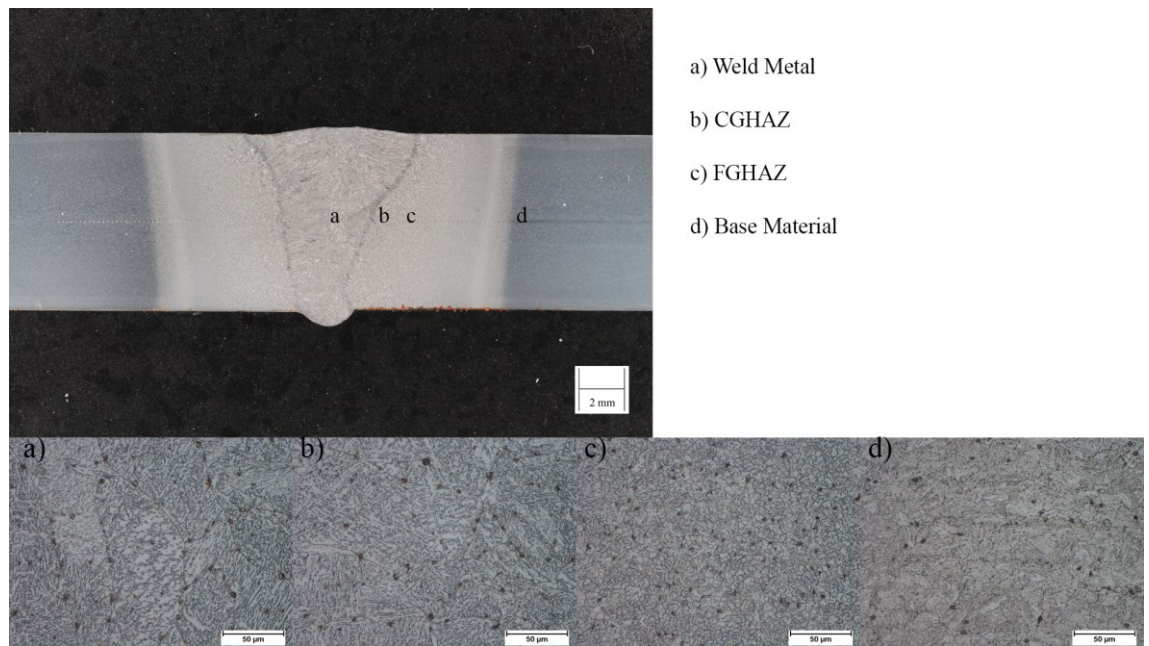 a) Weld Metal
b) CGHAZ
c) FGHAZ
d) Base Material
a b c d
2 mm
a) b) c) d)
50 µm 50 µm 50 µm 50 µm